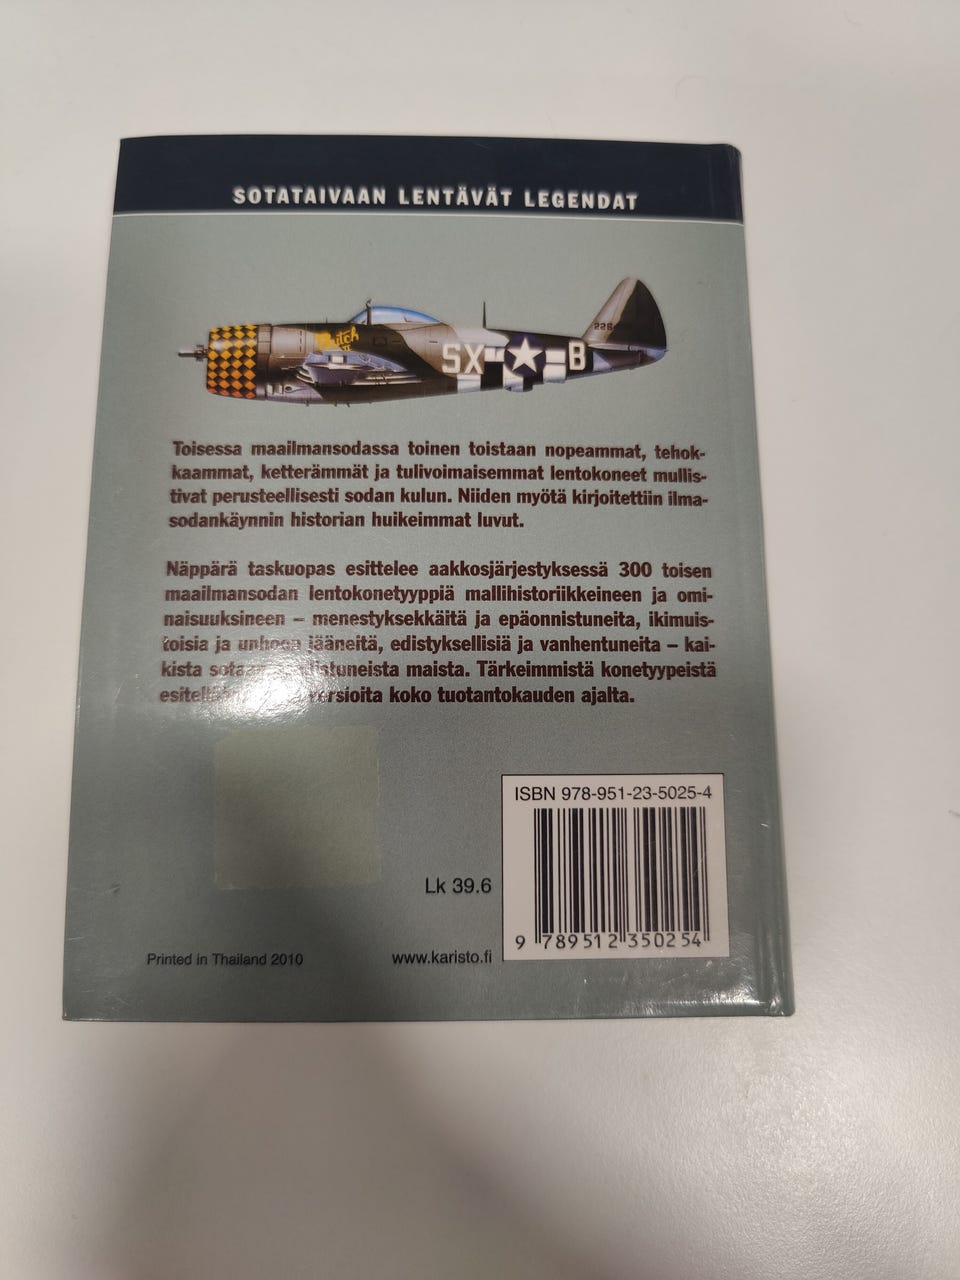 SOTATAIVAAN LENTÄVÄT LEGENDAT
SX B
226
Toisessa maailmansodassa toinen toistaan nopeammat, tehok-
kaammat, ketterämmät ja tulivoimaisemmat lentokoneet mullis-
tivat perusteellisesti sodan kulun. Niiden myötä kirjoitettiin ilma-
sodankäynnin historian huikeimmat luvut.
Näppärä taskuopas esittelee aakkosjärjestyksessä 300 toisen
maailmansodan lentokonetyyppiä mallihistoriikkeineen ja omi-
naisuuksineen – menestyksekkäitä ja epäonnistuneita, ikimuis-
toisia ja unhoon jääneitä, edistyksellisiä ja vanhentuneita – kai-
kista maista. Tärkeimmistä konetyypeistä
versioita koko tuotantokauden ajalta.
ISBN 978-951-23-5025-4
Lk 39.6
9 789512 350254
Printed in Thailand 2010 www.karisto.fi